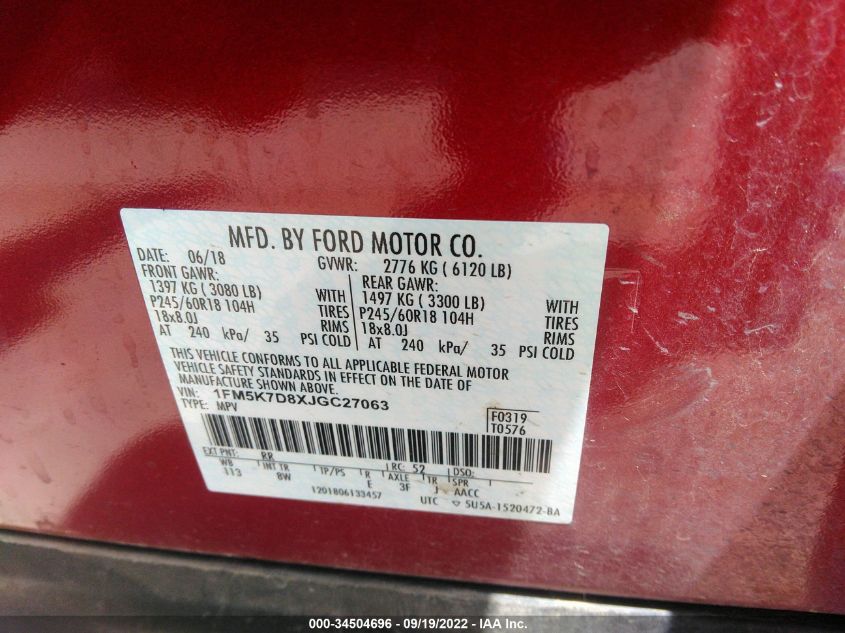 MFD. BY FORD MOTOR CO.
DATE: 06/18 GVWR: 2776 KG ( 6120 LB)
FRONT GAWR: REAR GAWR:
1397 KG ( 3080 LB) WITH 1497 KG ( 3300 LB) WITH
P245/60R18 104H TIRES P245/60R18 104H TIRES
18x8.0J RIMS 18x8.0J RIMS
AT 240 kPa/ 35 PSI COLD AT 240 kPa/ 35 PSI COLD
THIS VEHICLE CONFORMS TO ALL APPLICABLE FEDERAL MOTOR
VEHICLE SAFETY STANDARDS IN EFFECT ON THE DATE OF
MANUFACTURE SHOWN ABOVE.
VIN: 1FM5K7D8XJGC27063
TYPE: MPV
F0319
T0576
EXT PNT: RR RC: 52 DSO:
WB INT TR TP/PS R AXLE TR SPR
113 8W E 3F J AACC
1201806133457 UTC ▽ 5U5A-1520472-BA
000-34504696 - 09/19/2022 - IAA Inc.